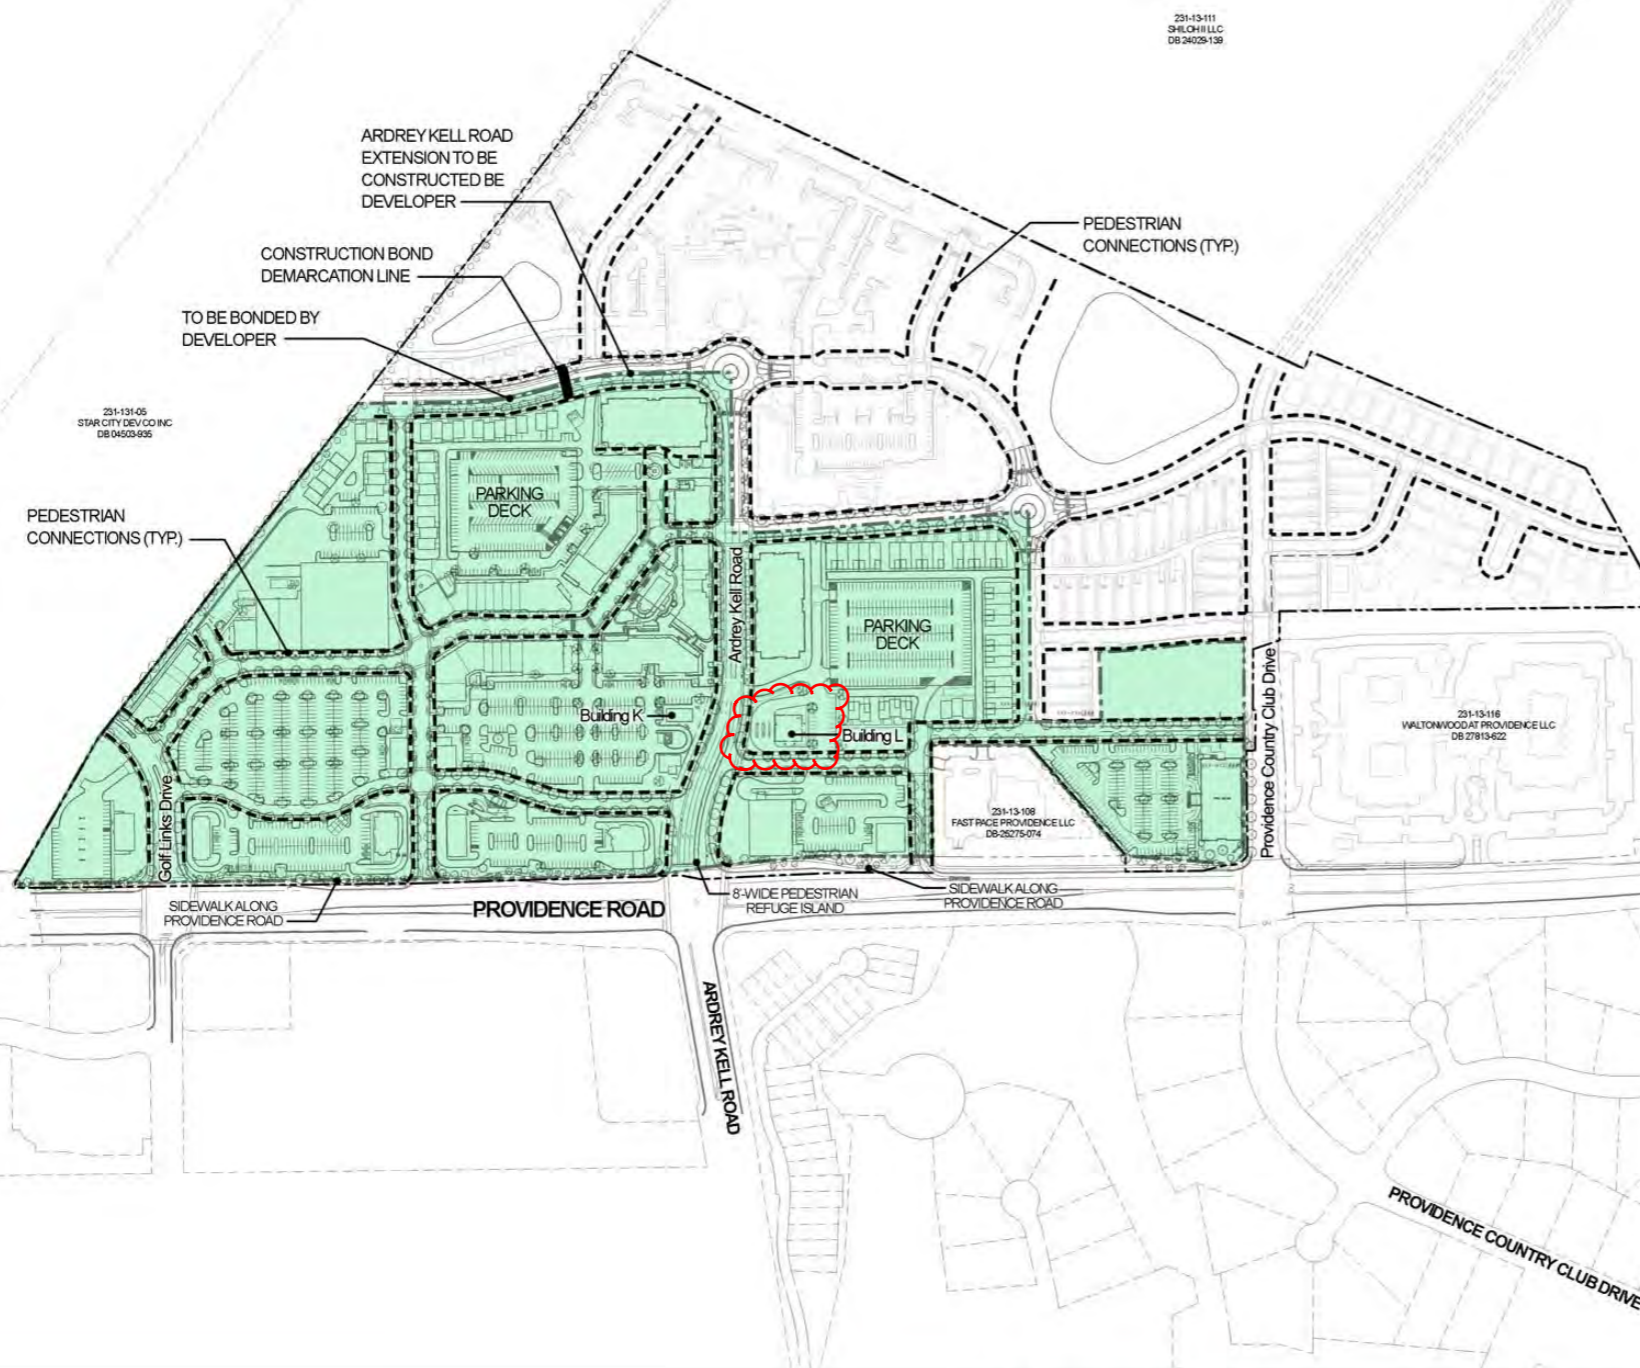 231-13-111
SHILOH II LLC
DB 24029-139
ARDREY KELL ROAD
EXTENSION TO BE
CONSTRUCTED BE
DEVELOPER
PEDESTRIAN
CONNECTIONS (TYP.)
CONSTRUCTION BOND
DEMARCATION LINE
TO BE BONDED BY
DEVELOPER
231-131-05
STAR CITY DEV CO INC
DB 04503-935
PEDESTRIAN
CONNECTIONS (TYP.)
PARKING
DECK
Ardrey Kell Road
PARKING
DECK
Building K
Building L
Providence Country Club Drive
231-13-116
WALTONWOOD AT PROVIDENCE LLC
DB 27813-622
Golf Links Drive
231-13-108
FAST PACE PROVIDENCE LLC
DB-25275-074
SIDEWALK ALONG
PROVIDENCE ROAD
PROVIDENCE ROAD
8'-WIDE PEDESTRIAN
REFUGE ISLAND
SIDEWALK ALONG
PROVIDENCE ROAD
ARDREY KELL ROAD
PROVIDENCE COUNTRY CLUB DRIVE